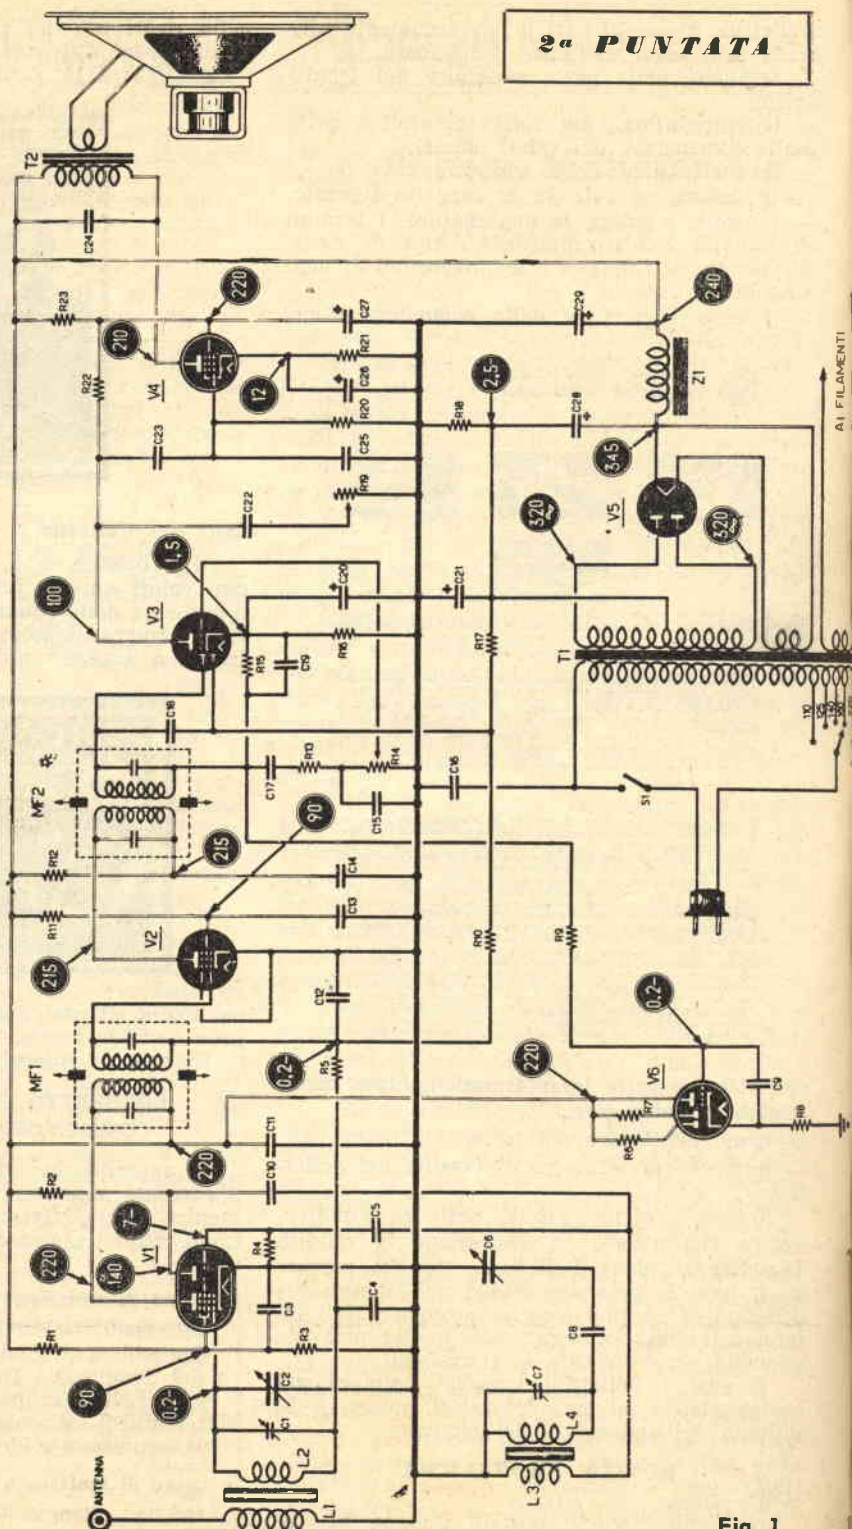 2a PUNTATA
T2
C24
R23
220
210
V4
R22
C27
R21
C26
12
R20
C23
C25
R19
C22
1,5
100
V3
C20
R16
R15
C19
C18
MF2
R14
R13
C17
C15
90
R12
R11
215
C14
C13
V2
215
MF1
C12
R5
0,2-
C11
C10
220
R2
7-
V1
140
220
R4
C5
C3
C4
R1
R3
90
0,2-
C2
C1
L2
L1
ANTENNA
240
C29
Z1
2,5-
R18
C28
345
AI FILAMENTI
320
V5
320
C21
R17
T1
110
C16
S1
R10
R9
0,2-
220
V6
R7
R6
C9
R8
C6
C8
C7
L4
L3
Fig. 1